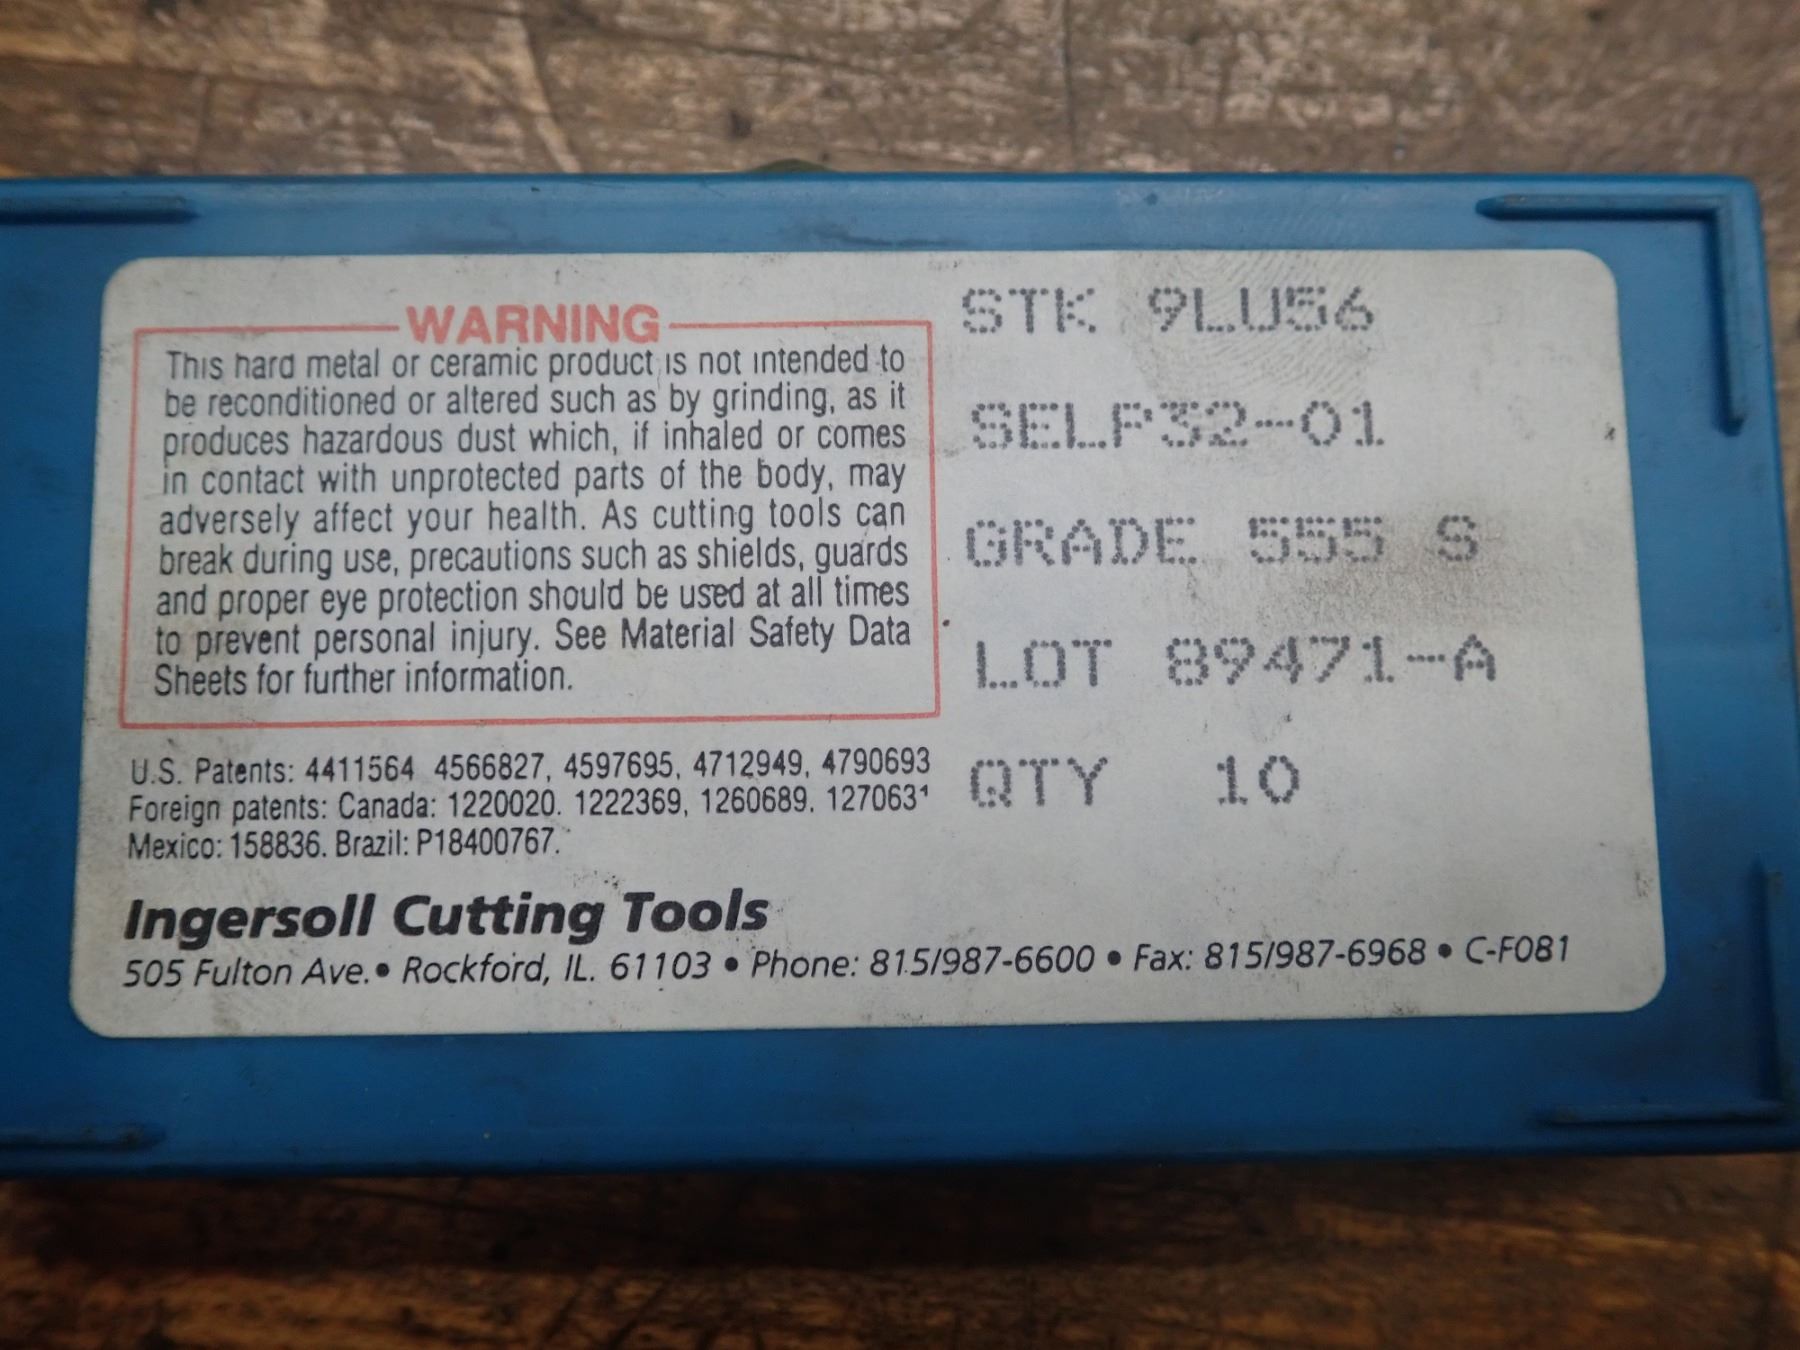 WARNING
This hard metal or ceramic product is not intended to
be reconditioned or altered such as by grinding, as it
produces hazardous dust which, if inhaled or comes
in contact with unprotected parts of the body, may
adversely affect your health. As cutting tools can
break during use, precautions such as shields, guards
and proper eye protection should be used at all times
to prevent personal injury. See Material Safety Data
Sheets for further information.
U.S. Patents: 4411564 4566827, 4597695, 4712949, 4790693
Foreign patents: Canada: 1220020. 1222369, 1260689. 1270631
Mexico: 158836. Brazil: P18400767.
STK 9LU56
SELP32-01
GRADE 555 S
LOT 89471-A
QTY 10
Ingersoll Cutting Tools
505 Fulton Ave. • Rockford, IL. 61103 • Phone: 815/987-6600 • Fax: 815/987-6968 • C-F081